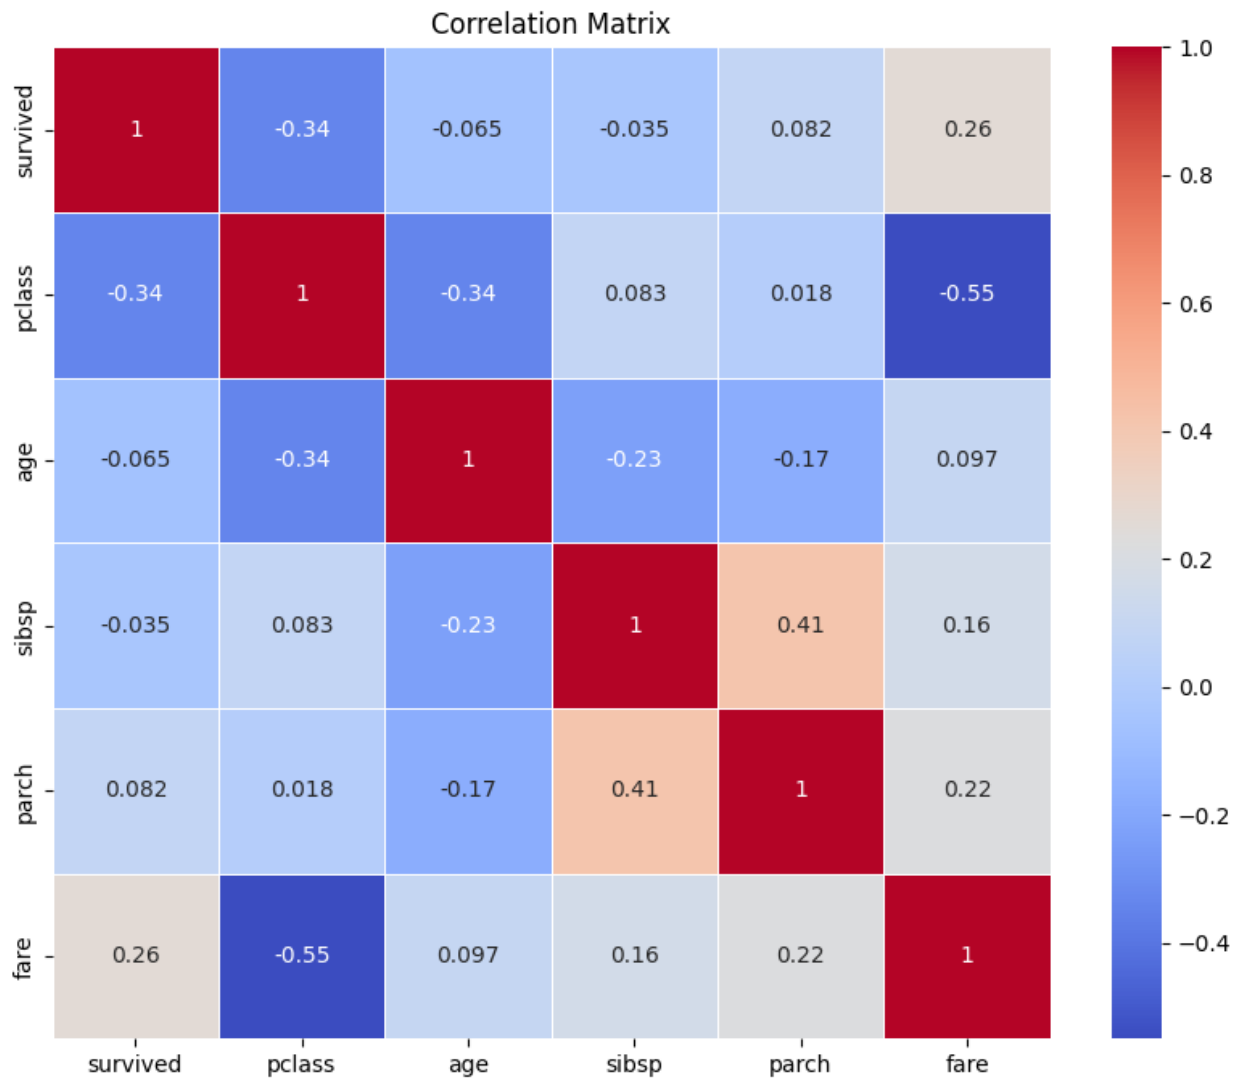 Correlation Matrix
survived 1 -0.34 -0.065 -0.035 0.082 0.26
pclass -0.34 1 -0.34 0.083 0.018 -0.55
age -0.065 -0.34 1 -0.23 -0.17 0.097
sibsp -0.035 0.083 -0.23 1 0.41 0.16
parch 0.082 0.018 -0.17 0.41 1 0.22
fare 0.26 -0.55 0.097 0.16 0.22 1
survived pclass age sibsp parch fare
1.0
0.8
0.6
0.4
0.2
0.0
−0.2
−0.4